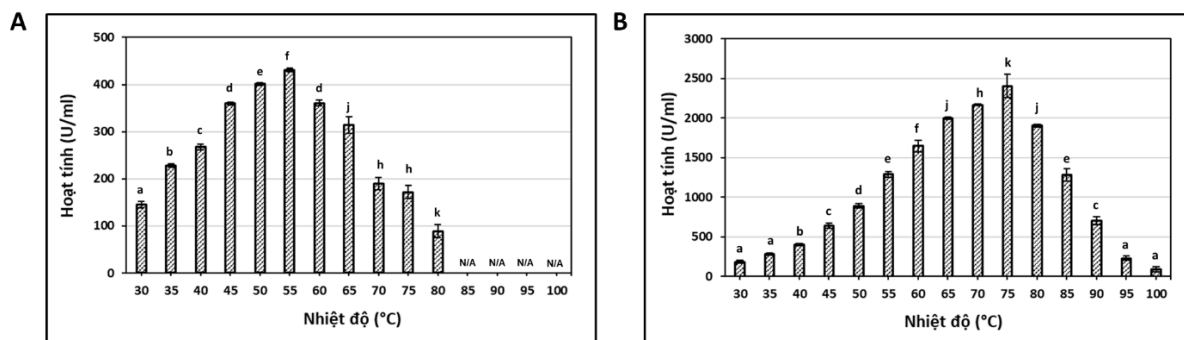 A
Hoạt tính (U/ml)
500
400
300
200
100
0
a
b
c
d
e
f
d
j
h
h
k
N/A
N/A
N/A
N/A
30 35 40 45 50 55 60 65 70 75 80 85 90 95 100
Nhiệt độ (°C)
B
Hoạt tính (U/ml)
3000
2500
2000
1500
1000
500
0
a
a
b
c
d
e
f
j
h
k
j
e
c
a
a
30 35 40 45 50 55 60 65 70 75 80 85 90 95 100
Nhiệt độ (°C)